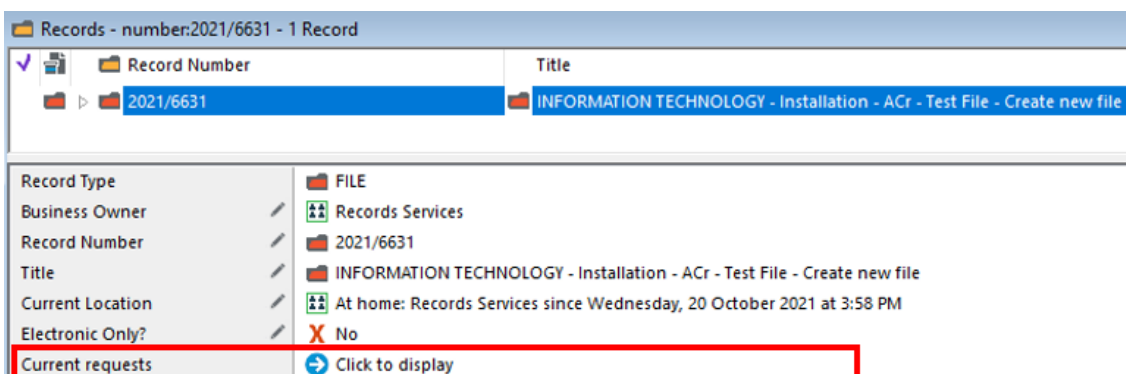 Records - number:2021/6631 - 1 Record
Record Number Title
2021/6631 INFORMATION TECHNOLOGY - Installation - ACr - Test File - Create new file
Record Type FILE
Business Owner Records Services
Record Number 2021/6631
Title INFORMATION TECHNOLOGY - Installation - ACr - Test File - Create new file
Current Location At home: Records Services since Wednesday, 20 October 2021 at 3:58 PM
Electronic Only? No
Current requests Click to display